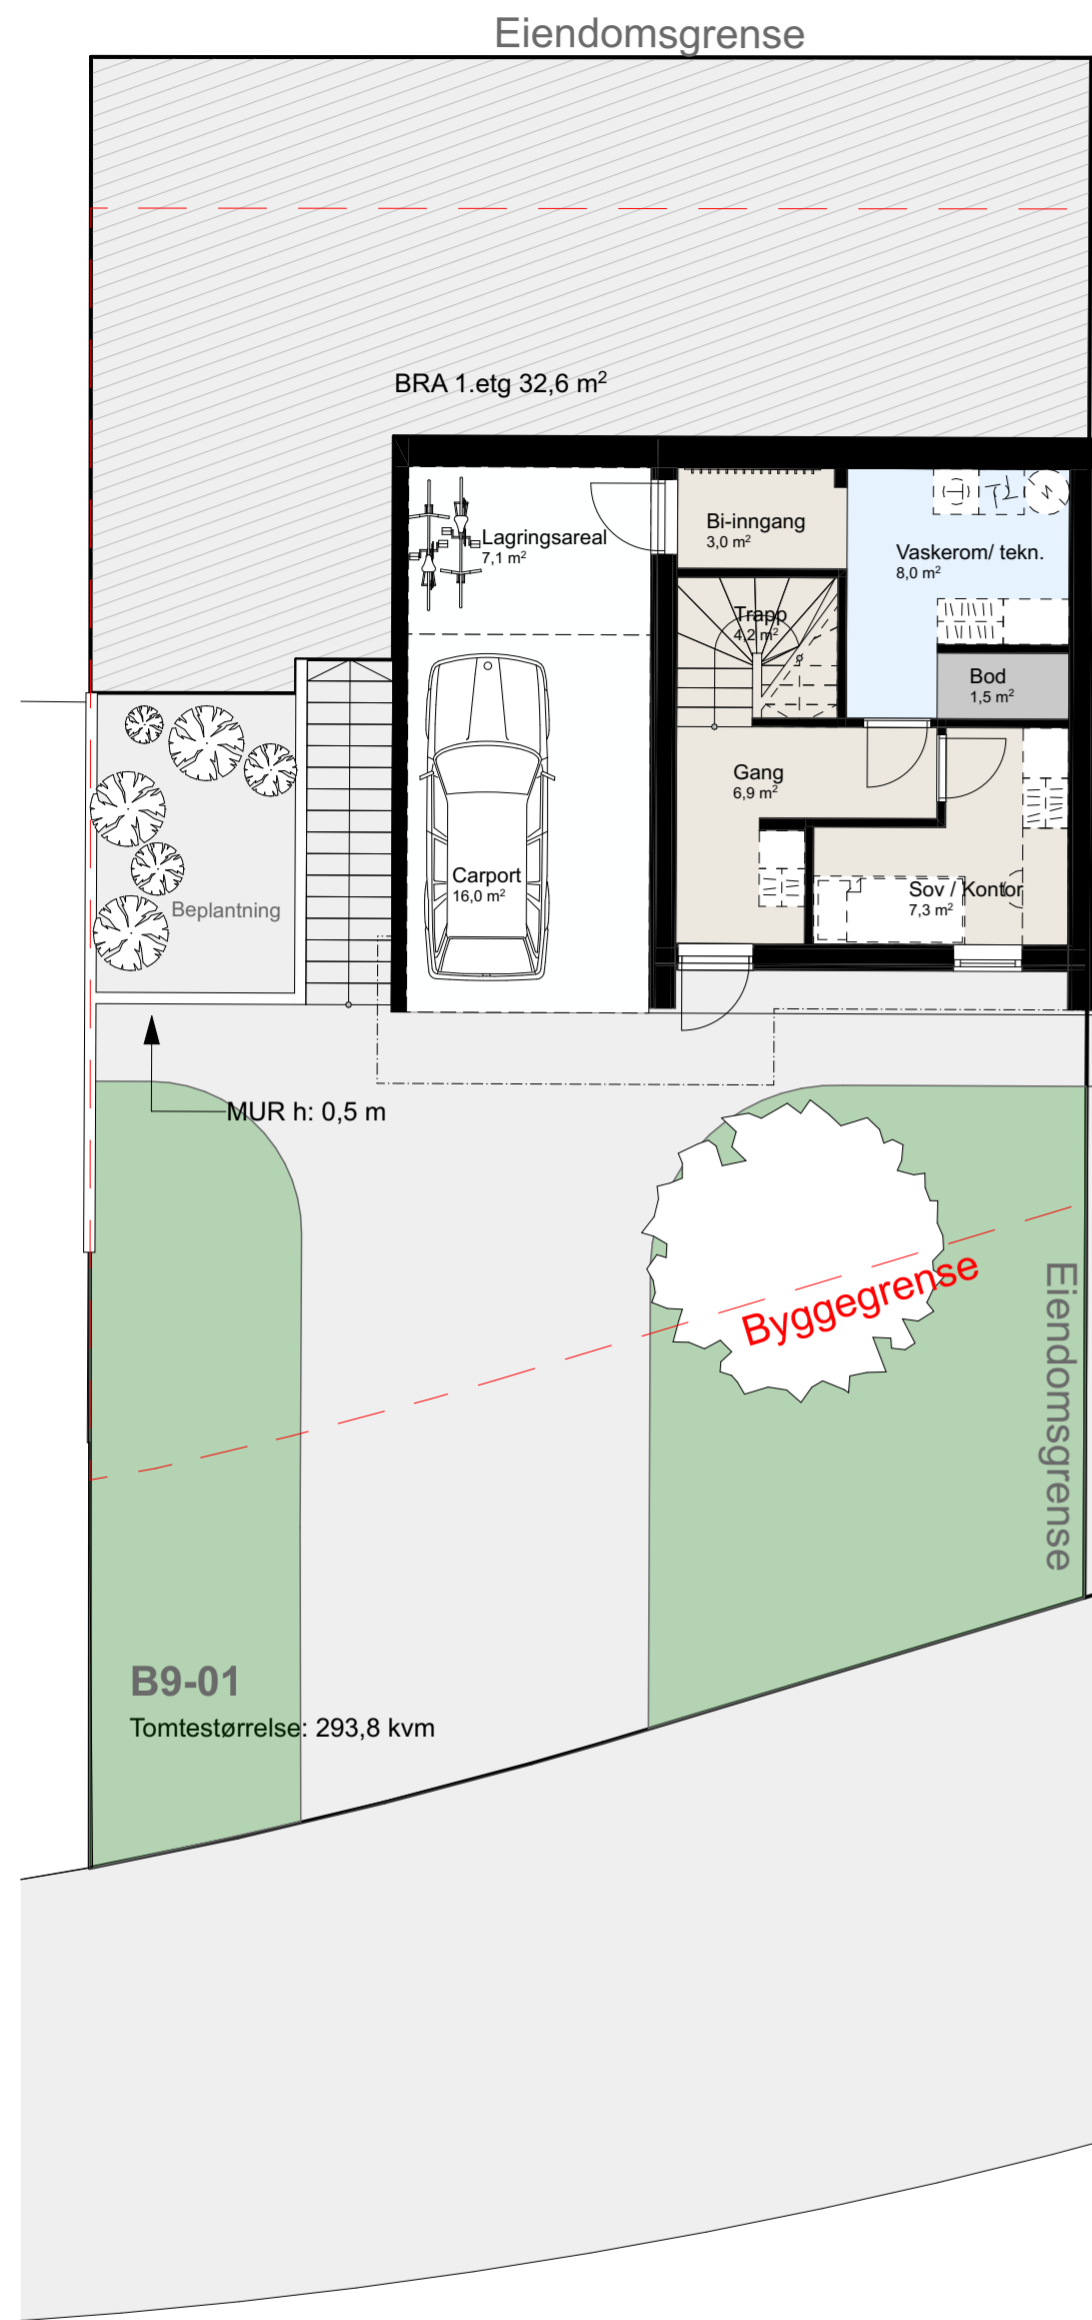 Eiendomsgrense
BRA 1.etg 32,6 m²
Lagringsareal
7,1 m²
Bi-inngang
3,0 m²
Vaskerom/ tekn.
8,0 m²
Trapp
4,2 m²
Bod
1,5 m²
Gang
6,9 m²
Carport
16,0 m²
Sov / Kontor
7,3 m²
Beplantning
MUR h: 0,5 m
Byggegrense
Eiendomsgrense
B9-01
Tomtestørrelse: 293,8 kvm